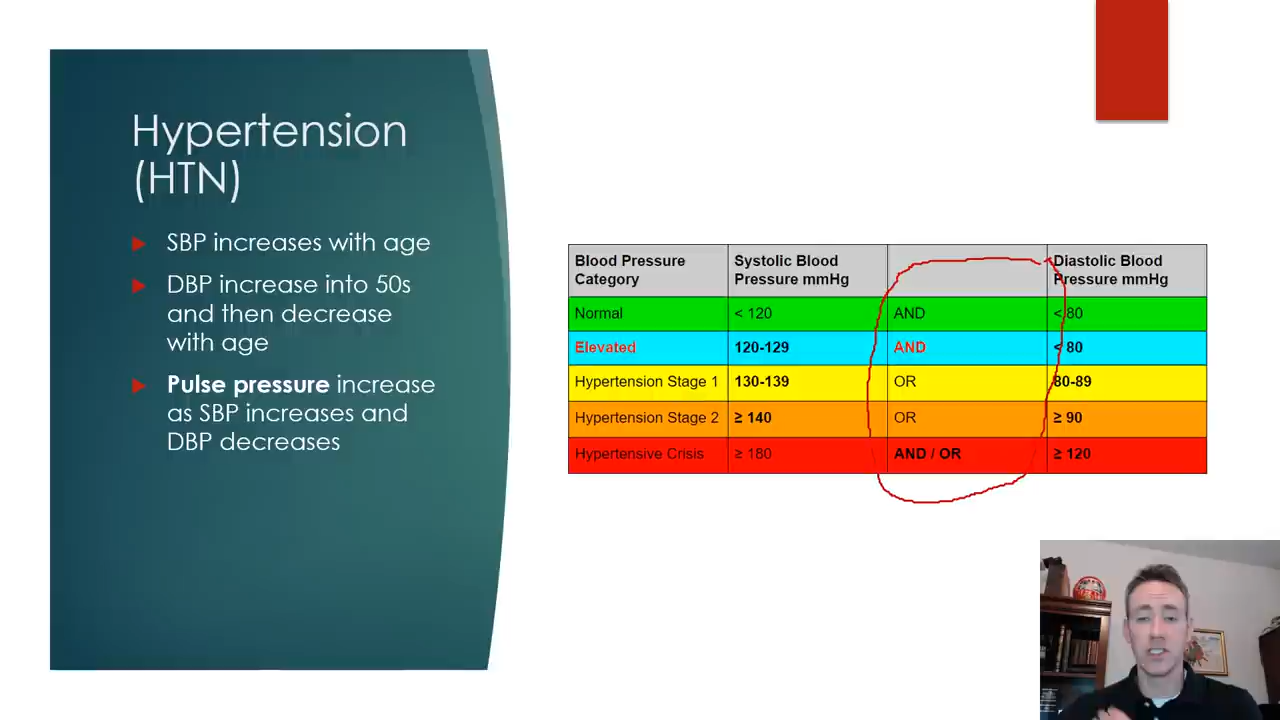 Hypertension
(HTN)
SBP increases with age
DBP increase into 50s
and then decrease
with age
Pulse pressure increase
as SBP increases and
DBP decreases
Blood Pressure
Category
Systolic Blood
Pressure mmHg
Diastolic Blood
Pressure mmHg
Normal < 120 AND < 80
Elevated 120-129 AND < 80
Hypertension Stage 1 130-139 OR 80-89
Hypertension Stage 2 ≥ 140 OR ≥ 90
Hypertensive Crisis ≥ 180 AND / OR ≥ 120